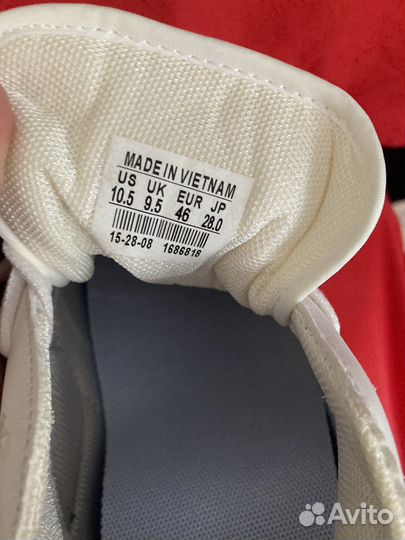 MADE IN VIETNAM
US UK EUR JP
10.5 9.5 46 28.0
15-28-08 1686818
Avito